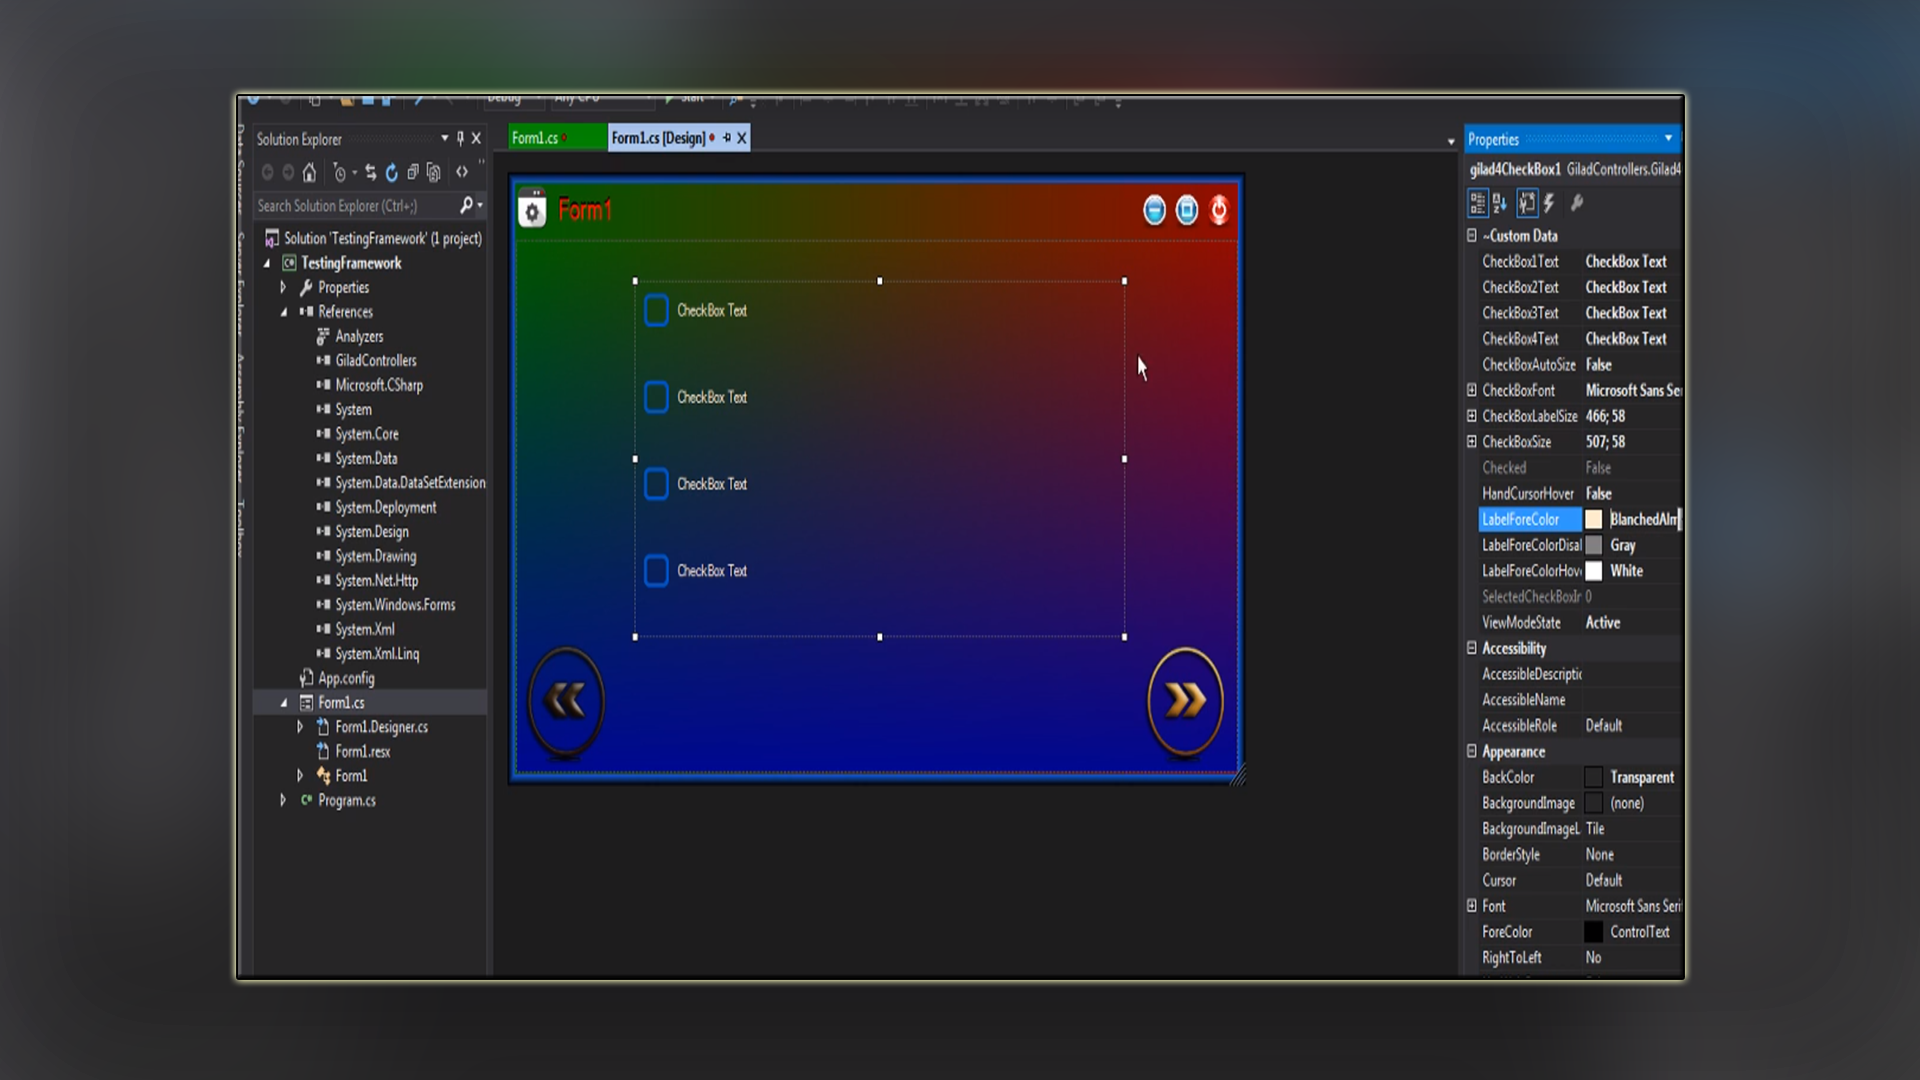 Debug Any CPU Start
Solution Explorer
Search Solution Explorer (Ctrl+;)
Solution 'TestingFramework' (1 project)
TestingFramework
Properties
References
Analyzers
GiladControllers
Microsoft.CSharp
System
System.Core
System.Data
System.Data.DataSetExtension
System.Deployment
System.Design
System.Drawing
System.Net.Http
System.Windows.Forms
System.Xml
System.Xml.Linq
App.config
Form1.cs
Form1.Designer.cs
Form1.resx
Form1
Program.cs
Form1.cs
Form1.cs [Design]
Form1
CheckBox Text
CheckBox Text
CheckBox Text
CheckBox Text
Properties
gilad4CheckBox1 GiladControllers.Gilad4
~Custom Data
CheckBox1Text CheckBox Text
CheckBox2Text CheckBox Text
CheckBox3Text CheckBox Text
CheckBox4Text CheckBox Text
CheckBoxAutoSize False
CheckBoxFont Microsoft Sans Se
CheckBoxLabelSize 466; 58
CheckBoxSize 507; 58
Checked False
HandCursorHover False
LabelForeColor BlanchedAlm
LabelForeColorDisal Gray
LabelForeColorHov White
SelectedCheckBoxIr 0
ViewModeState Active
Accessibility
AccessibleDescriptic
AccessibleName
AccessibleRole Default
Appearance
BackColor Transparent
BackgroundImage (none)
BackgroundImageL Tile
BorderStyle None
Cursor Default
Font Microsoft Sans Seri
ForeColor ControlText
RightToLeft No